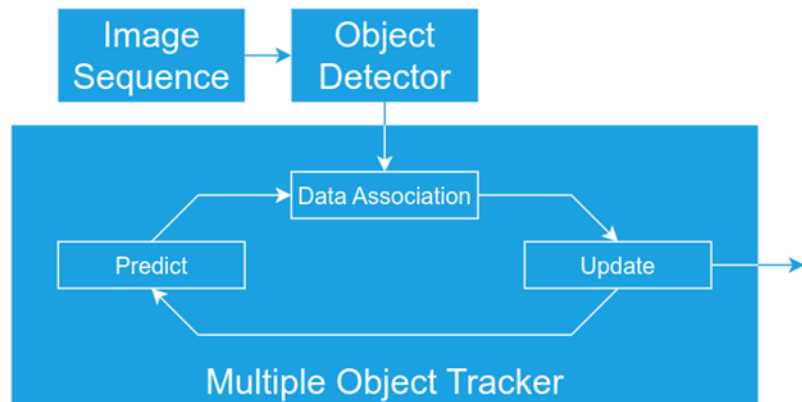 Image
Sequence
Object
Detector
Data Association
Predict
Update
Multiple Object Tracker